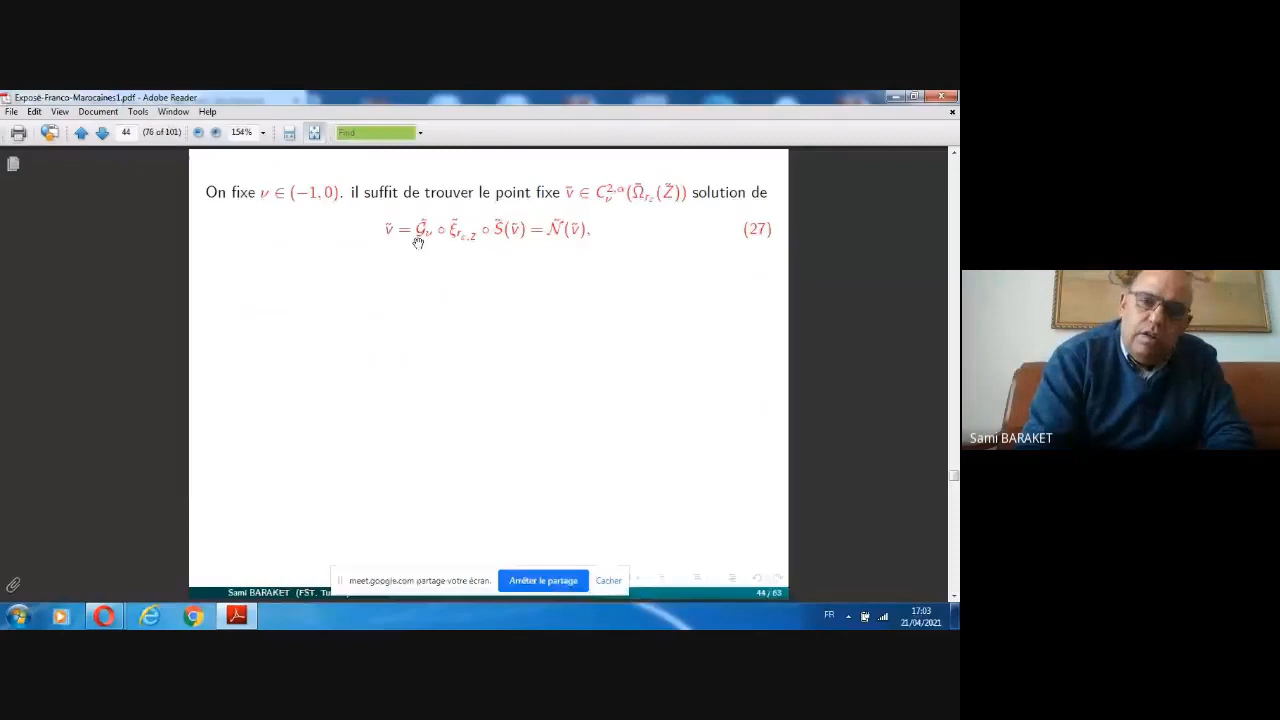 Exposé-Franco-Marocaines1.pdf - Adobe Reader
File Edit View Document Tools Window Help
44 (76 of 101) 154% Find
On fixe ν ∈ (−1, 0). il suffit de trouver le point fixe ṽ ∈ C^{2,α}_ν(Ω̄_{r_ε}(Z̃)) solution de
ṽ = G̃_ν ∘ ξ̃_{r_ε,Z̃} ∘ S̃(ṽ) = Ñ(ṽ), (27)
Sami BARAKET
meet.google.com partage votre écran. Arrêter le partage Cacher
Sami BARAKET (FST, 44 / 63
FR 17:03
21/04/2021